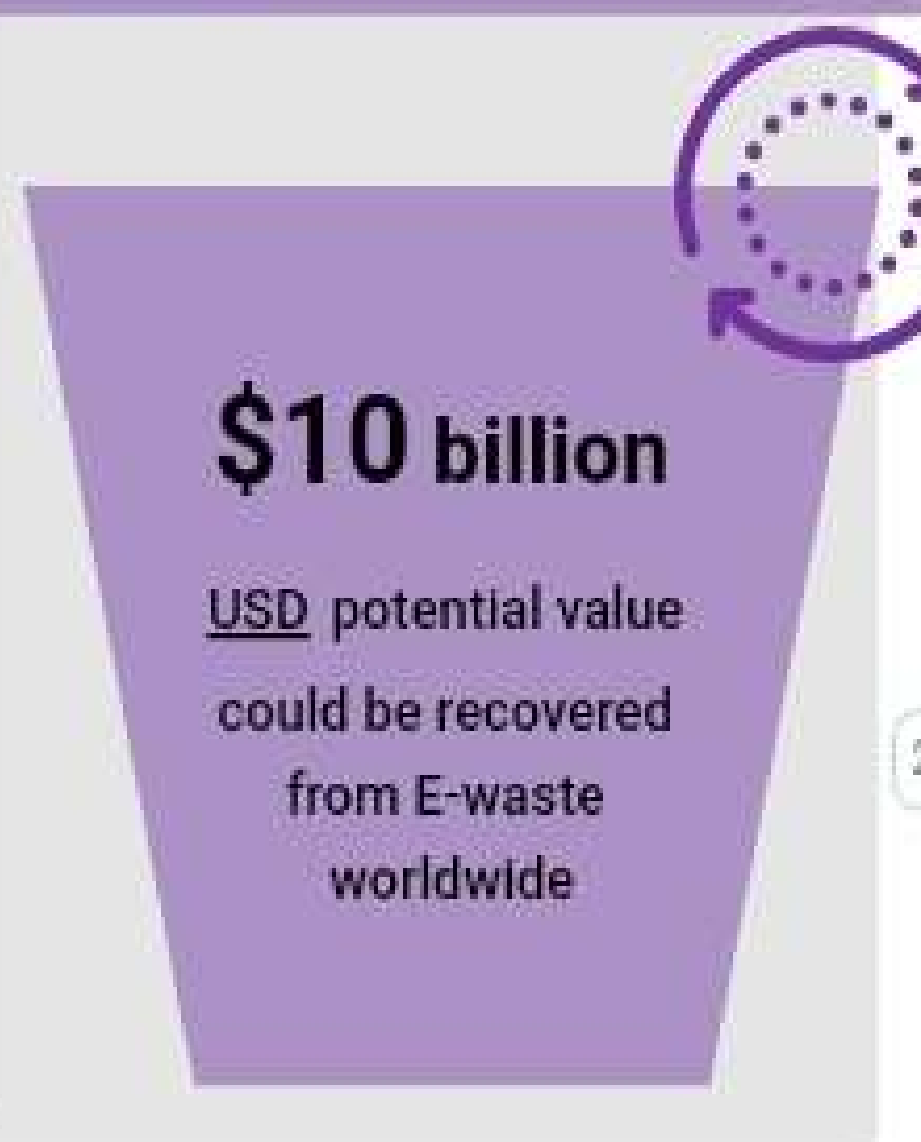 $10 billion
USD potential value
could be recovered
from E-waste
worldwide